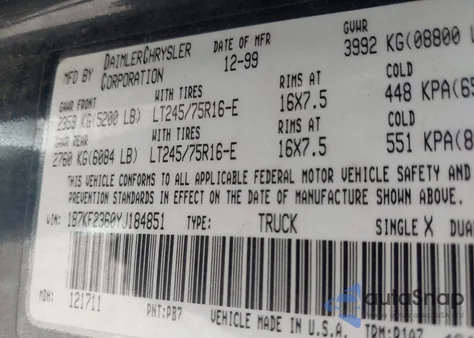 MFD BY DAIMLERCHRYSLER CORPORATION
DATE OF MFR 12-99
GVWR 3992 KG(08800
GAWR FRONT WITH TIRES RIMS AT COLD
2359 KG(5200 LB) LT245/75R16-E 16X7.5 448 KPA(65
GAWR REAR WITH TIRES RIMS AT COLD
2760 KG(6084 LB) LT245/75R16-E 16X7.5 551 KPA(8
THIS VEHICLE CONFORMS TO ALL APPLICABLE FEDERAL MOTOR VEHICLE SAFETY AND
PREVENTION STANDARDS IN EFFECT ON THE DATE OF MANUFACTURE SHOWN ABOVE.
VIN: 1B7KF2360YJ184851 TYPE: TRUCK SINGLE X DUAL
MDH: 121711 PNT:PB7 VEHICLE MADE IN U.S.A. TRM:P1A7
autoSnap